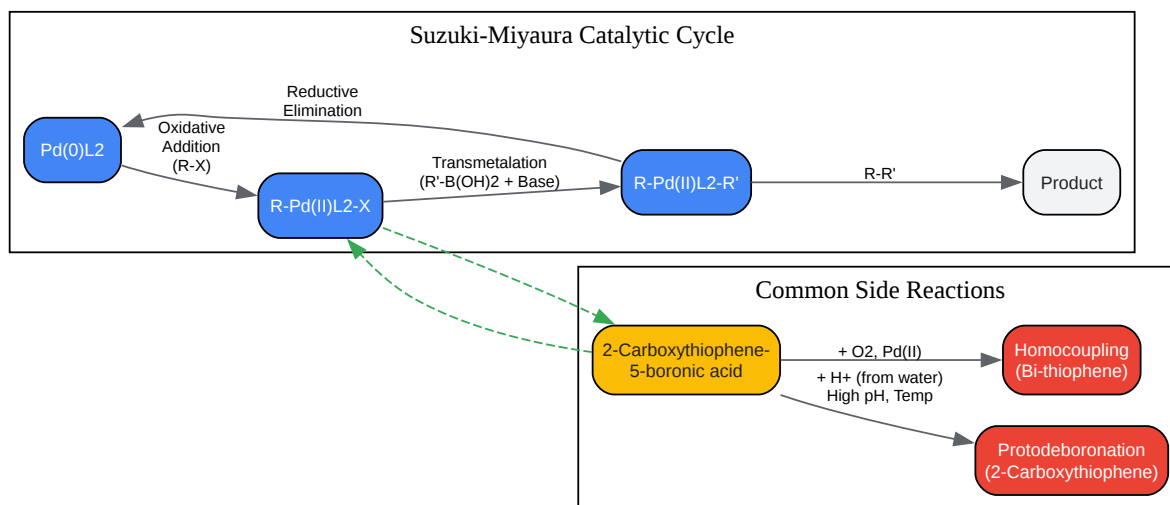 Suzuki-Miyaura Catalytic Cycle
Reductive
Elimination
Pd(0)L2
Oxidative
Addition
(R-X)
R-Pd(II)L2-X
Transmetalation
(R'-B(OH)2 + Base)
R-Pd(II)L2-R'
R-R'
Product
Common Side Reactions
2-Carboxythiophene-
5-boronic acid
+ O2, Pd(II)
Homocoupling
(Bi-thiophene)
+ H+ (from water)
High pH, Temp
Protodeboronation
(2-Carboxythiophene)